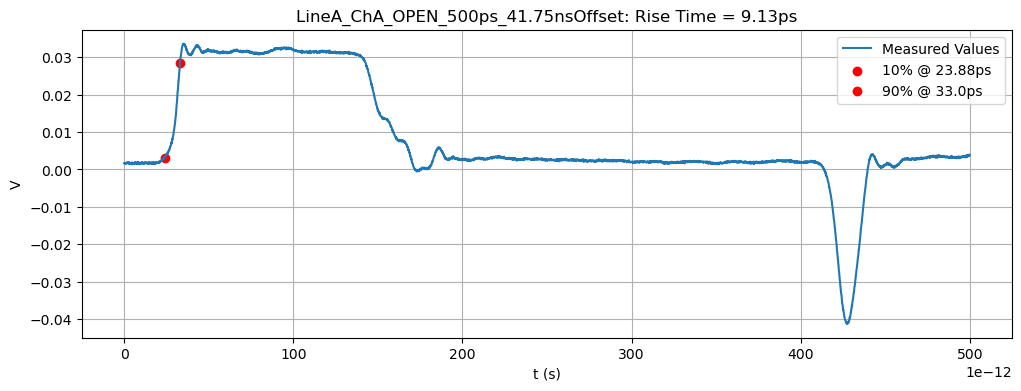 LineA_ChA_OPEN_500ps_41.75nsOffset: Rise Time = 9.13ps
Measured Values
10% @ 23.88ps
90% @ 33.0ps
V
0.03
0.02
0.01
0.00
−0.01
−0.02
−0.03
−0.04
0
100
200
300
400
500
1e−12
t (s)